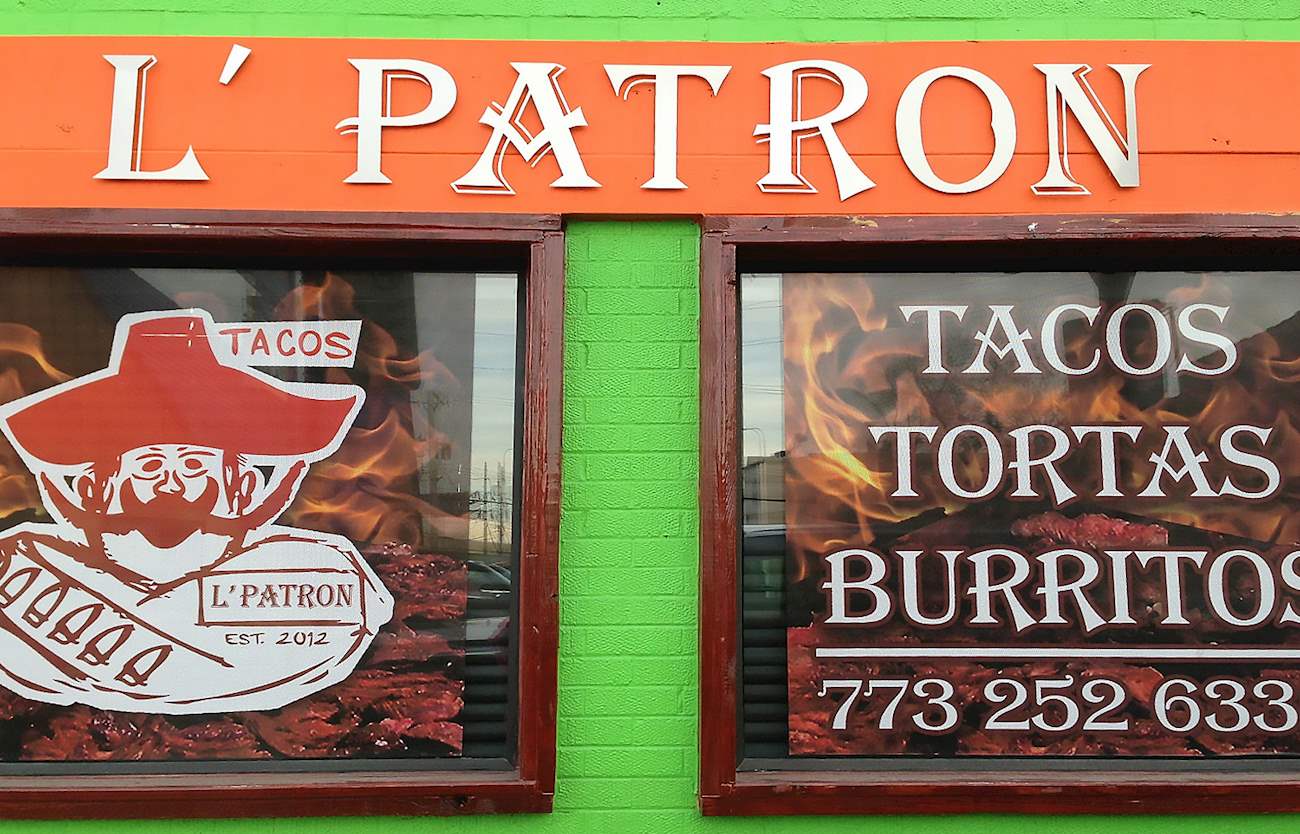 L' PATRON
TACOS
L'PATRON
EST. 2012
TACOS
TORTAS
BURRITOS
773 252 633